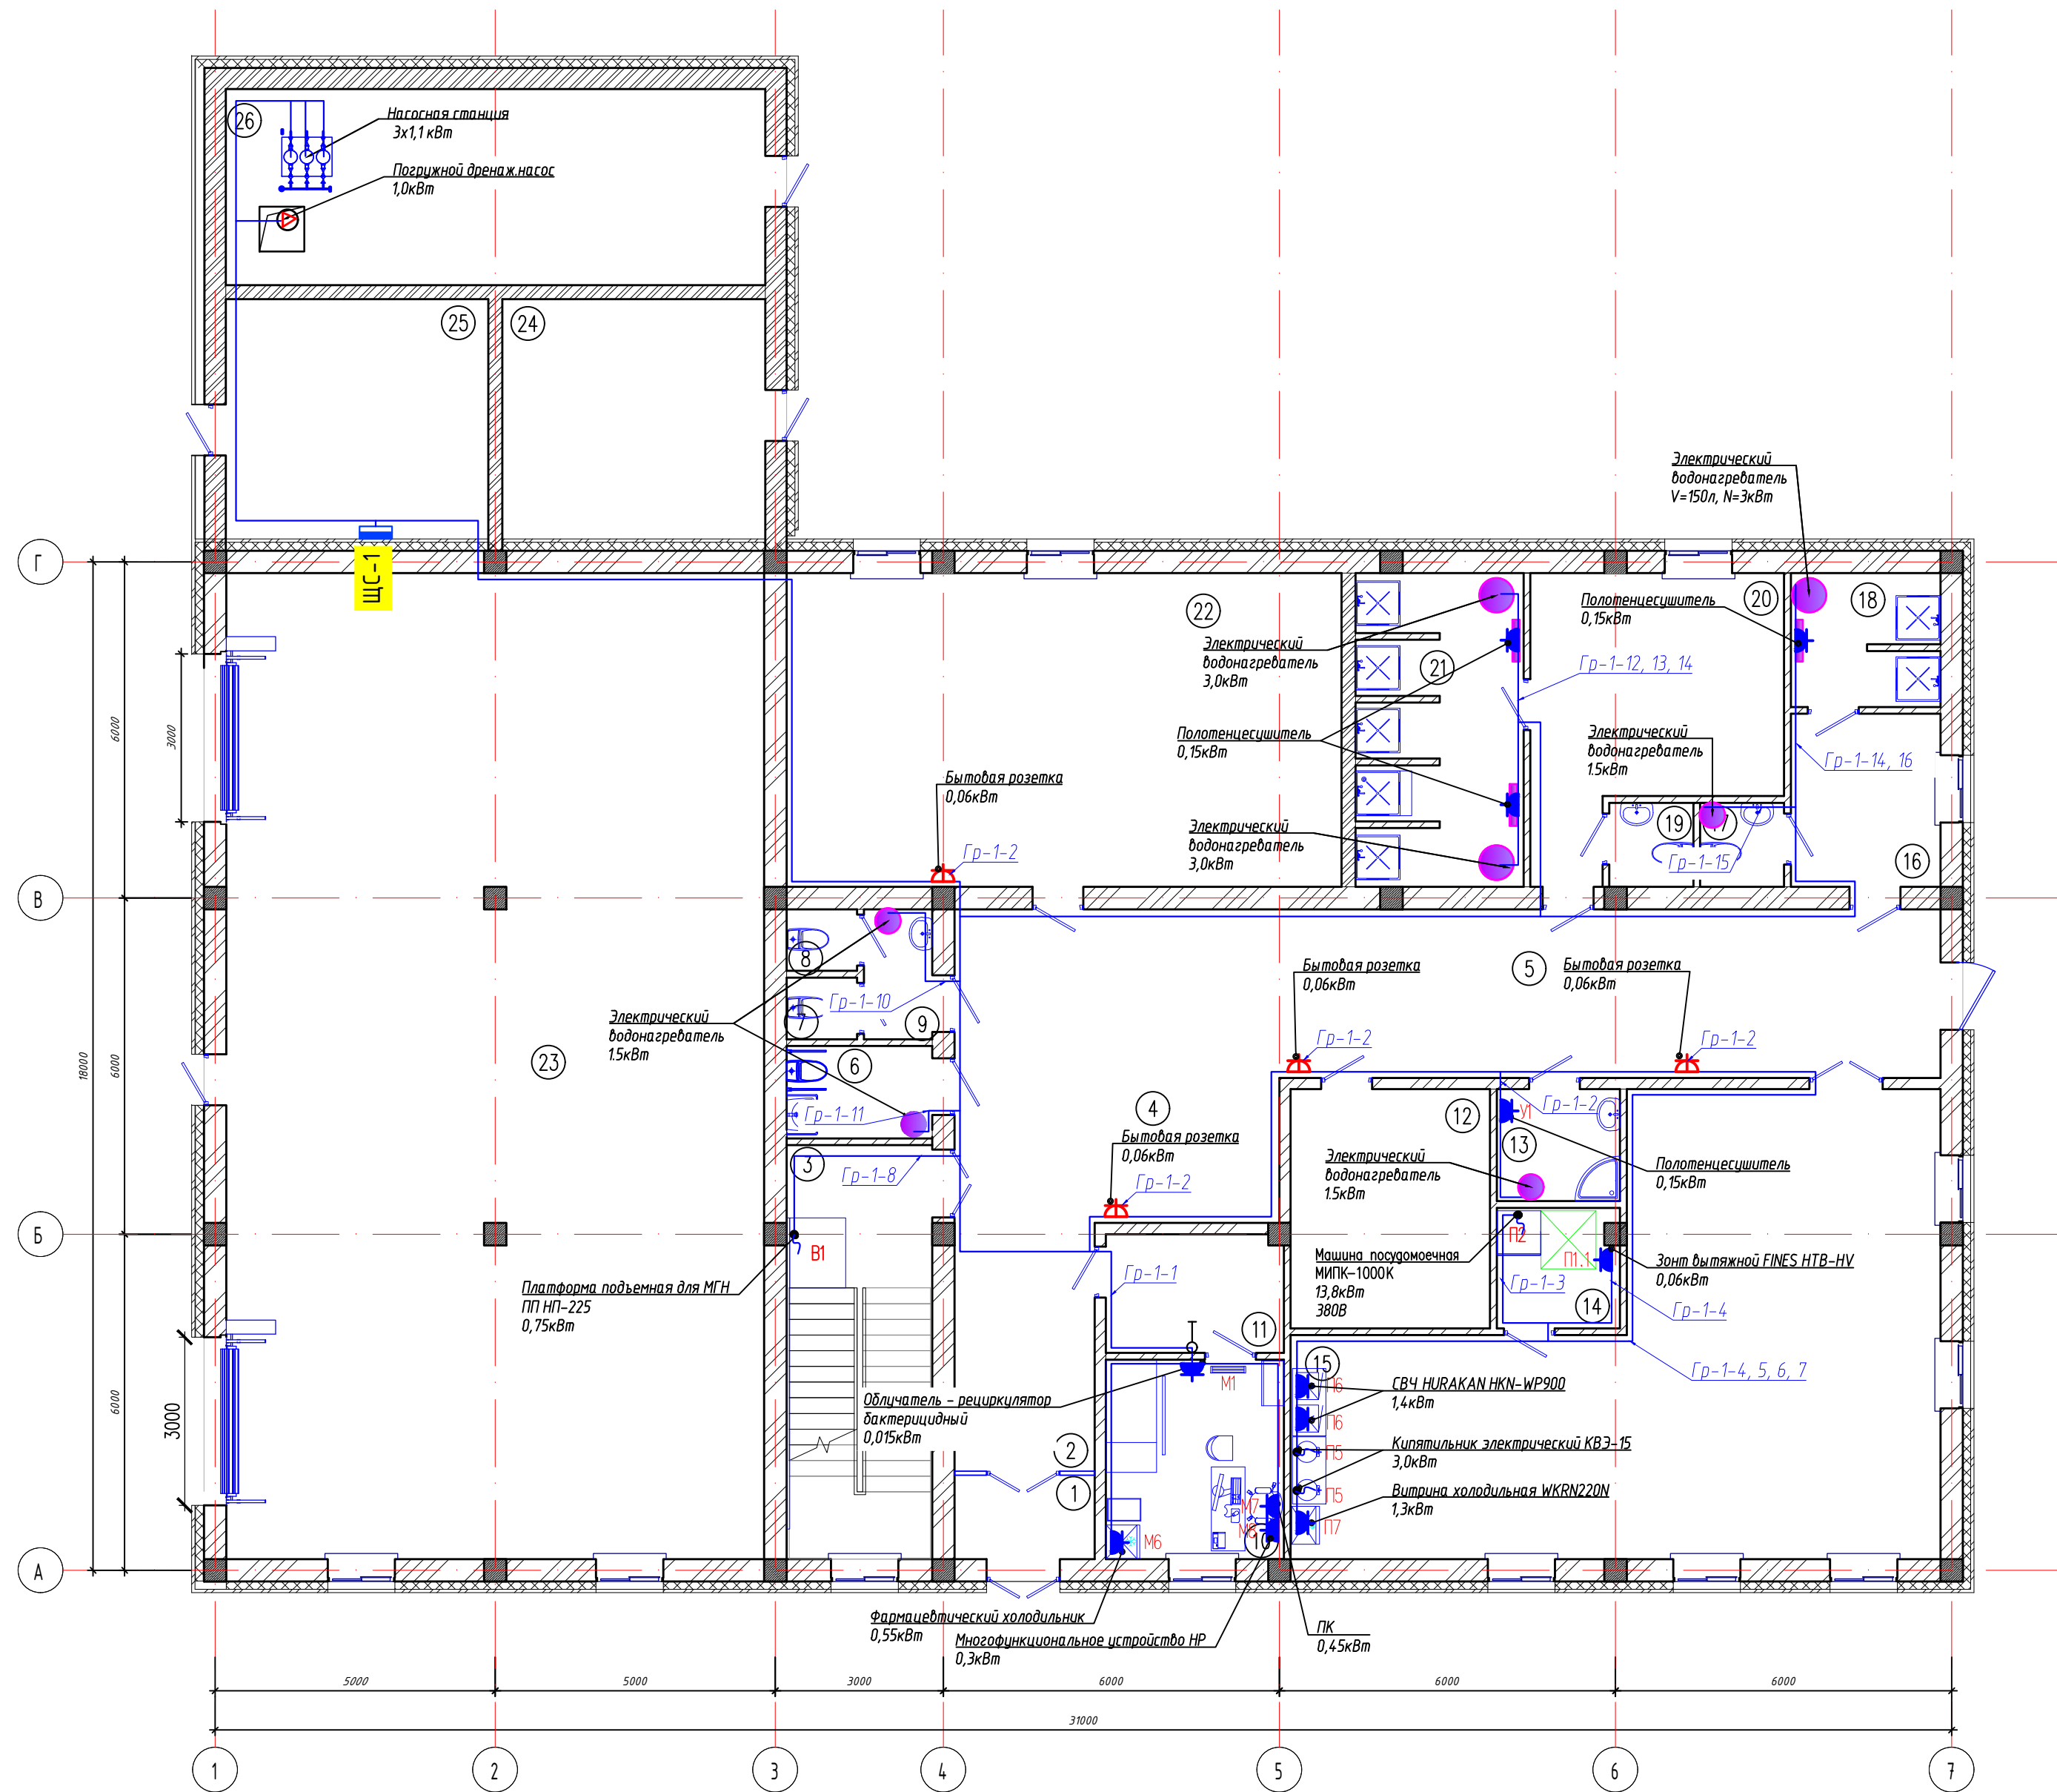 26
Насосная станция
3х1,1 кВт
Погружной дренаж.насос
1,0кВт
25
24
ЩС-1
Электрический
водонагреватель
V=150л, N=3кВт
Г
22
Электрический
водонагреватель
3,0кВт
21
Полотенцесушитель
0,15кВт
20
18
Гр-1-12, 13, 14
Полотенцесушитель
0,15кВт
Электрический
водонагреватель
1.5кВт
Гр-1-14, 16
6000
3000
Бытовая розетка
0,06кВт
Гр-1-2
Электрический
водонагреватель
3,0кВт
19
17
Гр-1-15
16
В
8
Гр-1-10
7
9
Электрический
водонагреватель
1.5кВт
23
6
Гр-1-11
5
Бытовая розетка
0,06кВт
Гр-1-2
Бытовая розетка
0,06кВт
Гр-1-2
18000
6000
4
Бытовая розетка
0,06кВт
Гр-1-2
12
У1
Гр-1-2
13
Электрический
водонагреватель
1.5кВт
Полотенцесушитель
0,15кВт
3
Гр-1-8
Б
В1
Платформа подъемная для МГН
ПП НП-225
0,75кВт
Гр-1-1
Машина посудомоечная
МИПК-1000К
13,8кВт
380В
П2
П1.1
Гр-1-3
14
Зонт вытяжной FINES HTB-HV
0,06кВт
Гр-1-4
11
15
Гр-1-4, 5, 6, 7
6000
3000
Облучатель - рециркулятор
бактерицидный
0,015кВт
М1
П6
СВЧ HURAKAN HKN-WP900
1,4кВт
П6
2
1
П5
Кипятильник электрический КВЭ-15
3,0кВт
П5
Витрина холодильная WKRN220N
1,3кВт
П7
М7
М8
10
М6
А
Фармацевтический холодильник
0,55кВт
Многофункциональное устройство HP
0,3кВт
ПК
0,45кВт
5000
5000
3000
6000
6000
6000
31000
1
2
3
4
5
6
7